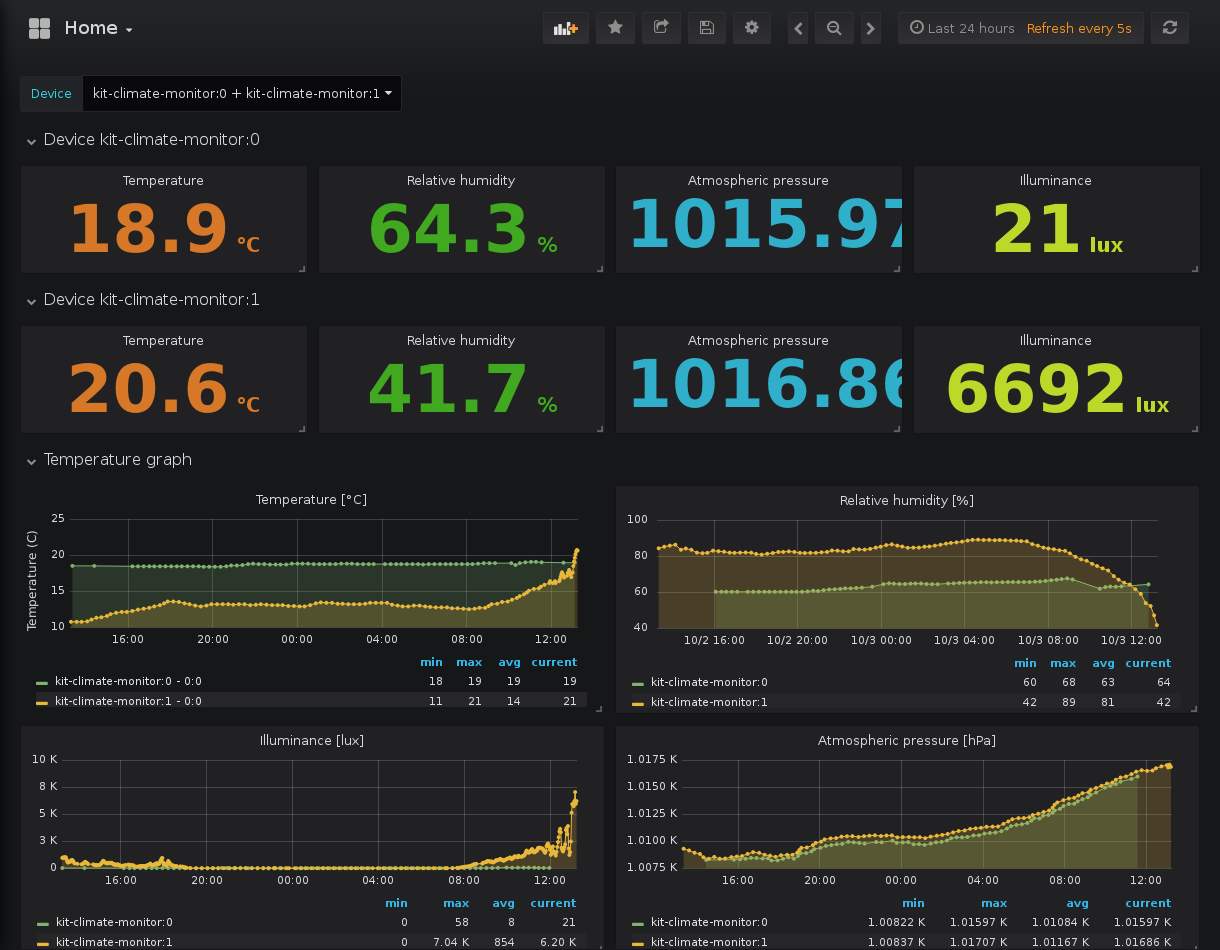 Home
Last 24 hours Refresh every 5s
Device kit-climate-monitor:0 + kit-climate-monitor:1
Device kit-climate-monitor:0
Temperature Relative humidity Atmospheric pressure Illuminance
18.9 °C 64.3 % 1015.97 21 lux
Device kit-climate-monitor:1
Temperature Relative humidity Atmospheric pressure Illuminance
20.6 °C 41.7 % 1016.86 6692 lux
Temperature graph
Temperature [°C]
Temperature (C)
25
20
15
10
16:00 20:00 00:00 04:00 08:00 12:00
min max avg current
kit-climate-monitor:0 - 0:0 18 19 19 19
kit-climate-monitor:1 - 0:0 11 21 14 21
Relative humidity [%]
100
80
60
40
10/2 16:00 10/2 20:00 10/3 00:00 10/3 04:00 10/3 08:00 10/3 12:00
min max avg current
kit-climate-monitor:0 60 68 63 64
kit-climate-monitor:1 42 89 81 42
Illuminance [lux]
10 K
8 K
5 K
3 K
0
16:00 20:00 00:00 04:00 08:00 12:00
min max avg current
kit-climate-monitor:0 0 58 8 21
kit-climate-monitor:1 0 7.04 K 854 6.20 K
Atmospheric pressure [hPa]
1.0175 K
1.0150 K
1.0125 K
1.0100 K
1.0075 K
16:00 20:00 00:00 04:00 08:00 12:00
min max avg current
kit-climate-monitor:0 1.00822 K 1.01597 K 1.01084 K 1.01597 K
kit-climate-monitor:1 1.00837 K 1.01707 K 1.01167 K 1.01686 K